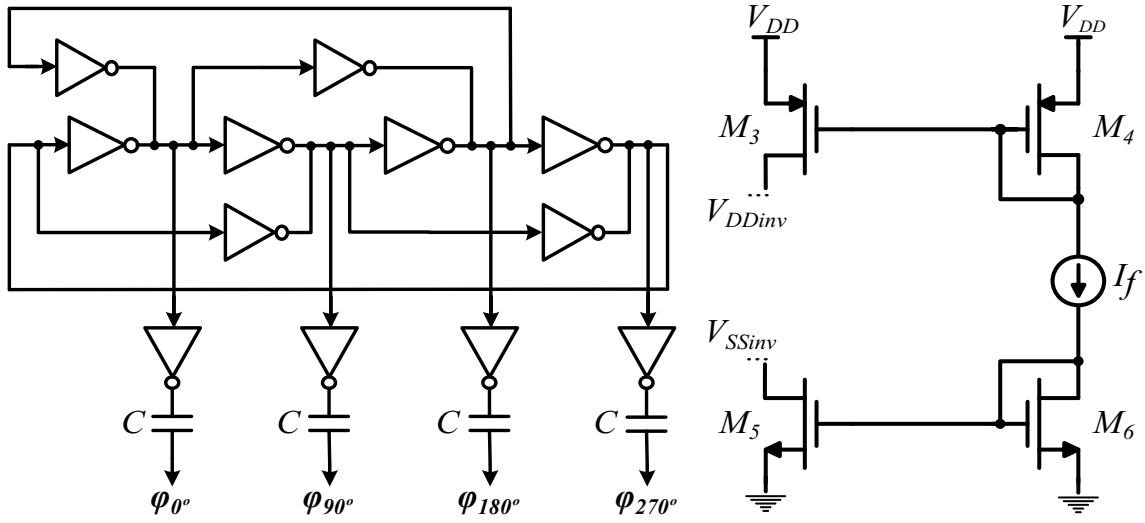 V_DD V_DD
M_3 M_4
V_DDinv
I_f
V_SSinv
C C C C
M_5 M_6
φ_0º φ_90º φ_180º φ_270º